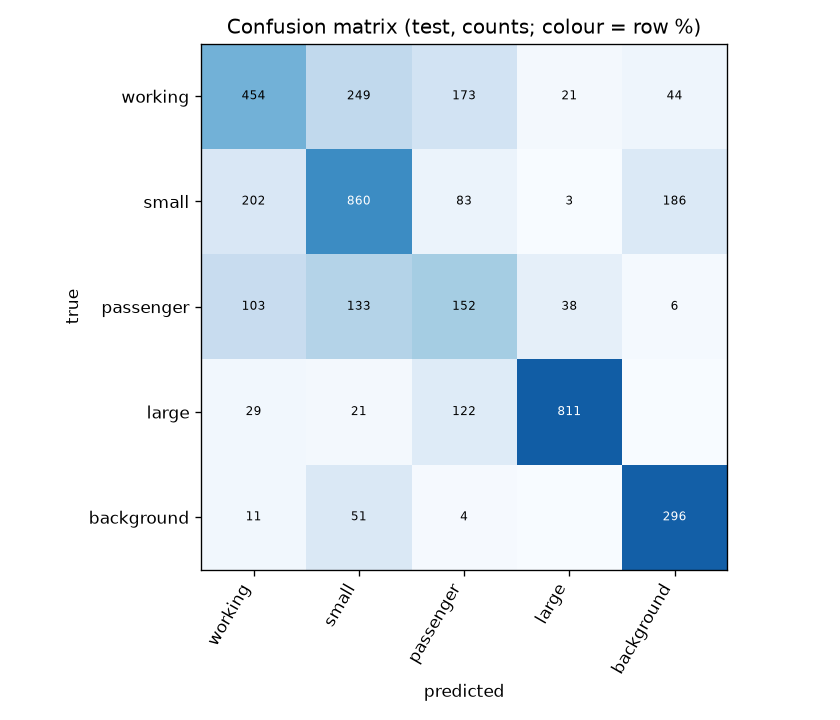 Confusion matrix (test, counts; colour = row %)
working 454 249 173 21 44
small 202 860 83 3 186
true
passenger 103 133 152 38 6
large 29 21 122 811
background 11 51 4 296
working small passenger large background
predicted